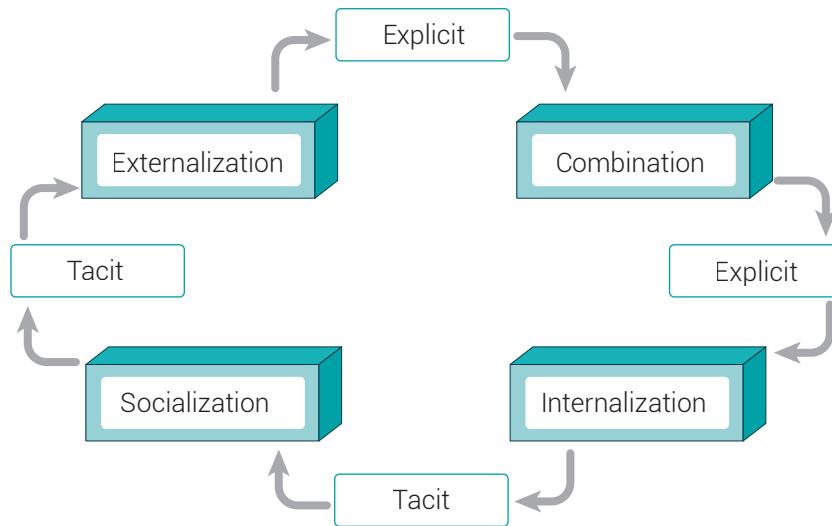 Explicit
Externalization
Combination
Tacit
Explicit
Socialization
Internalization
Tacit